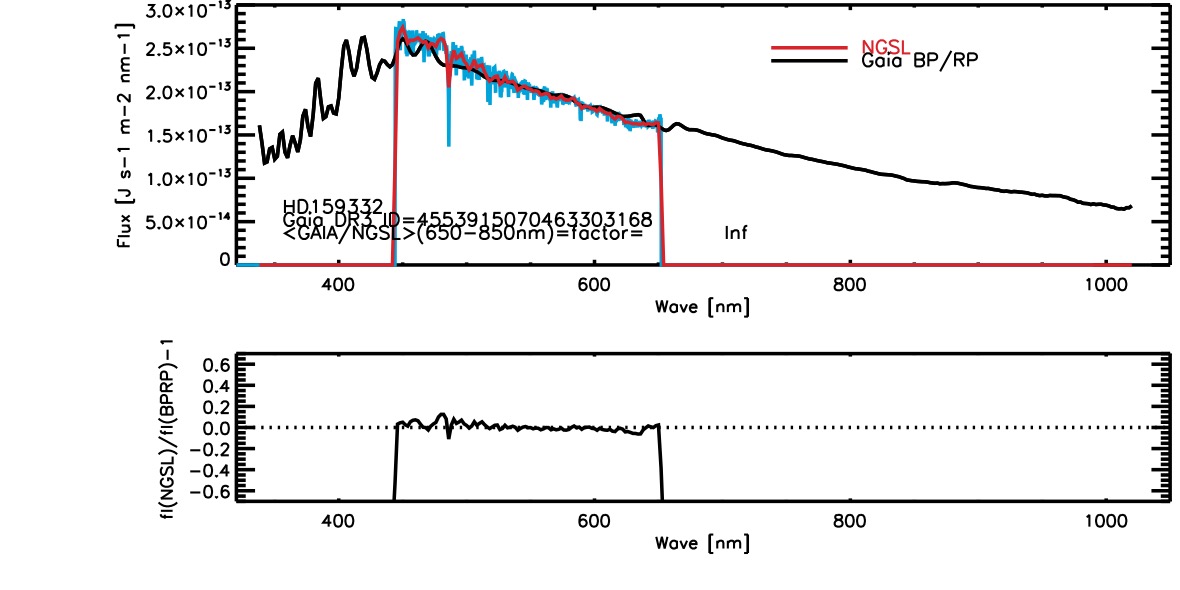 3.0×10−13
2.5×10−13
2.0×10−13
1.5×10−13
1.0×10−13
5.0×10−14
0
Flux [J s−1 m−2 nm−1]
NGSL
Gaia BP/RP
HD159332
Gaia DR3 ID=4553915070463303168
<GAIA/NGSL>(650−850nm)=factor= Inf
400 600 800 1000
Wave [nm]
0.6
0.4
0.2
0.0
−0.2
−0.4
−0.6
fl(NGSL)/fl(BPRP)−1
400 600 800 1000
Wave [nm]